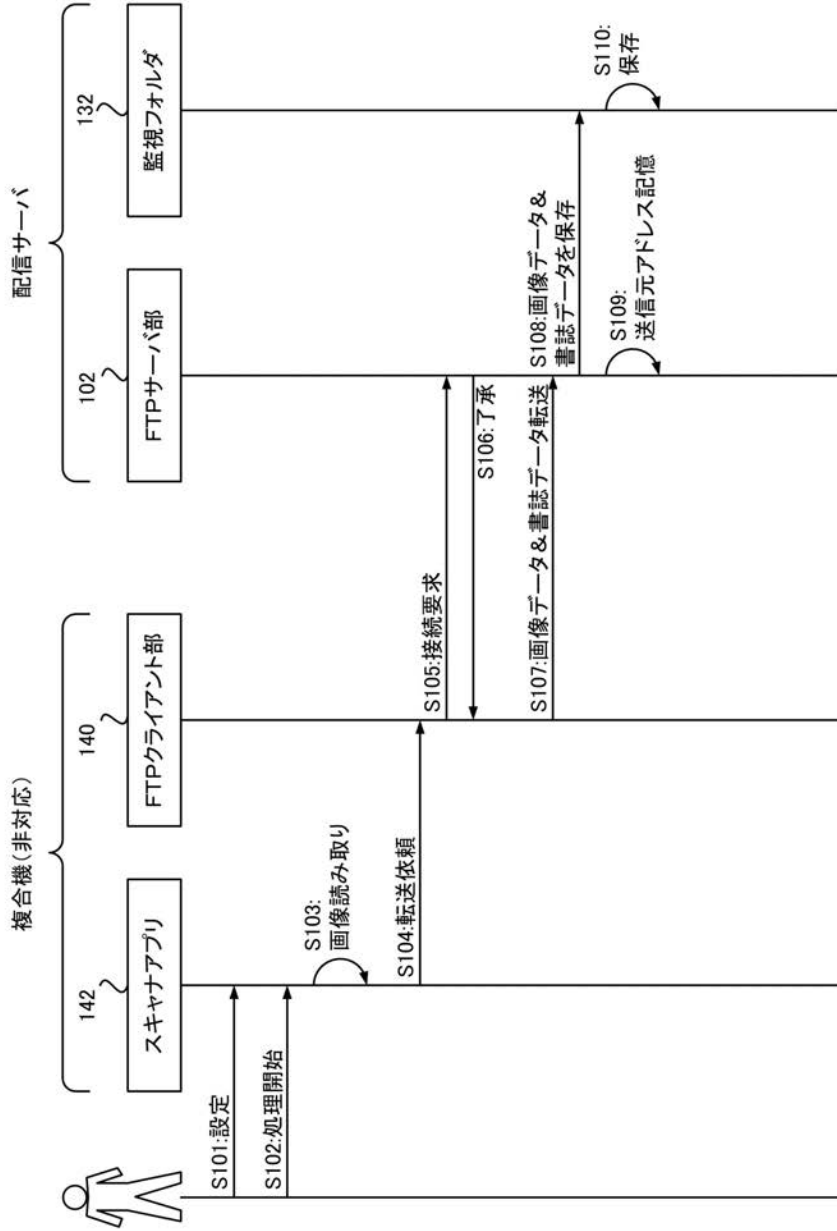 複合機(非対応)
配信サーバ
142
140
102
132
スキャナアプリ
FTPクライアント部
FTPサーバ部
監視フォルダ
S101:設定
S102:処理開始
S103:
画像読み取り
S104:転送依頼
S105:接続要求
S106:了承
S107:画像データ&書誌データ転送
S108:画像データ&
書誌データを保存
S109:
送信元アドレス記憶
S110:
保存